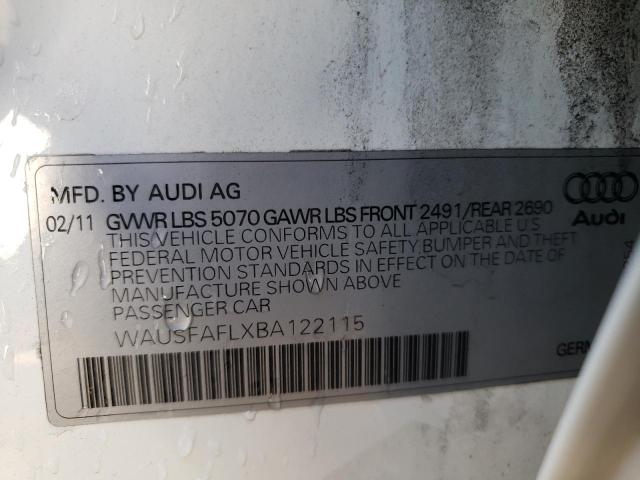 MFD. BY AUDI AG
02/11 GVWR LBS 5070 GAWR LBS FRONT 2491/REAR 2690
THIS VEHICLE CONFORMS TO ALL APPLICABLE U.S
FEDERAL MOTOR VEHICLE SAFETY, BUMPER AND THEFT
PREVENTION STANDARDS IN EFFECT ON THE DATE OF
MANUFACTURE SHOWN ABOVE
PASSENGER CAR
WAUSFAFLXBA122115
Audi